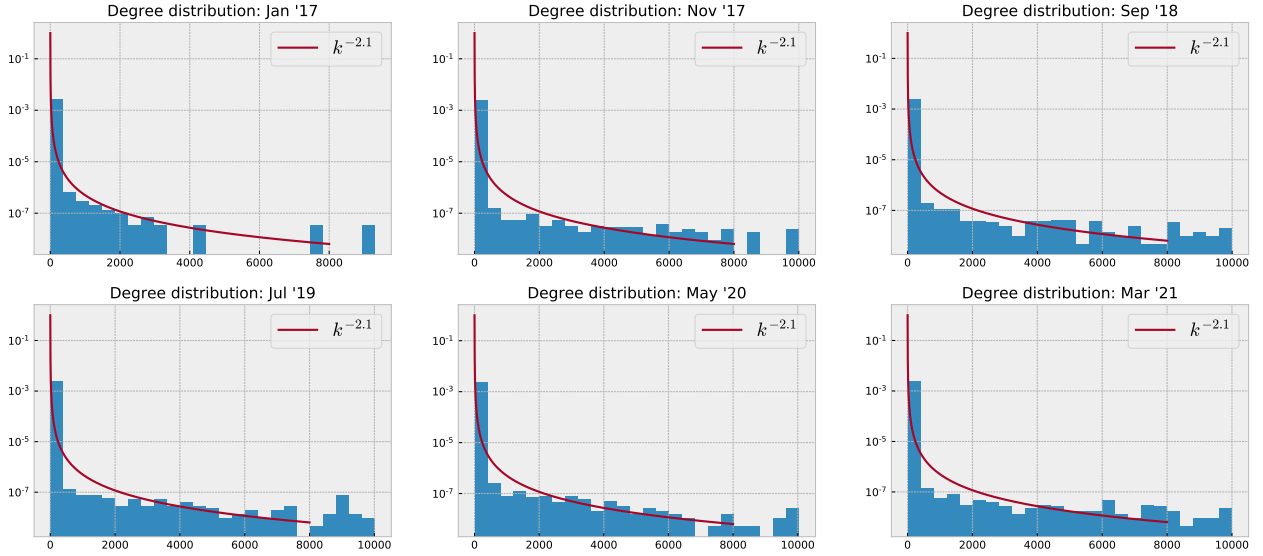 Degree distribution: Jan '17
Degree distribution: Nov '17
Degree distribution: Sep '18
k^{-2.1}
k^{-2.1}
k^{-2.1}
10^{-1}
10^{-3}
10^{-5}
10^{-7}
10^{-1}
10^{-3}
10^{-5}
10^{-7}
10^{-1}
10^{-3}
10^{-5}
10^{-7}
0 2000 4000 6000 8000
0 2000 4000 6000 8000 10000
0 2000 4000 6000 8000 10000
Degree distribution: Jul '19
Degree distribution: May '20
Degree distribution: Mar '21
k^{-2.1}
k^{-2.1}
k^{-2.1}
10^{-1}
10^{-3}
10^{-5}
10^{-7}
10^{-1}
10^{-3}
10^{-5}
10^{-7}
10^{-1}
10^{-3}
10^{-5}
10^{-7}
0 2000 4000 6000 8000 10000
0 2000 4000 6000 8000 10000
0 2000 4000 6000 8000 10000